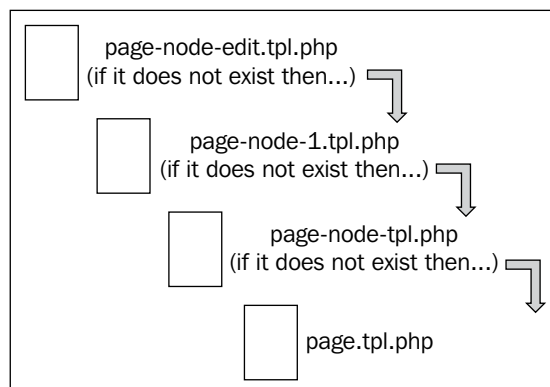 page-node-edit.tpl.php
(if it does not exist then...)
page-node-1.tpl.php
(if it does not exist then...)
page-node-tpl.php
(if it does not exist then...)
page.tpl.php